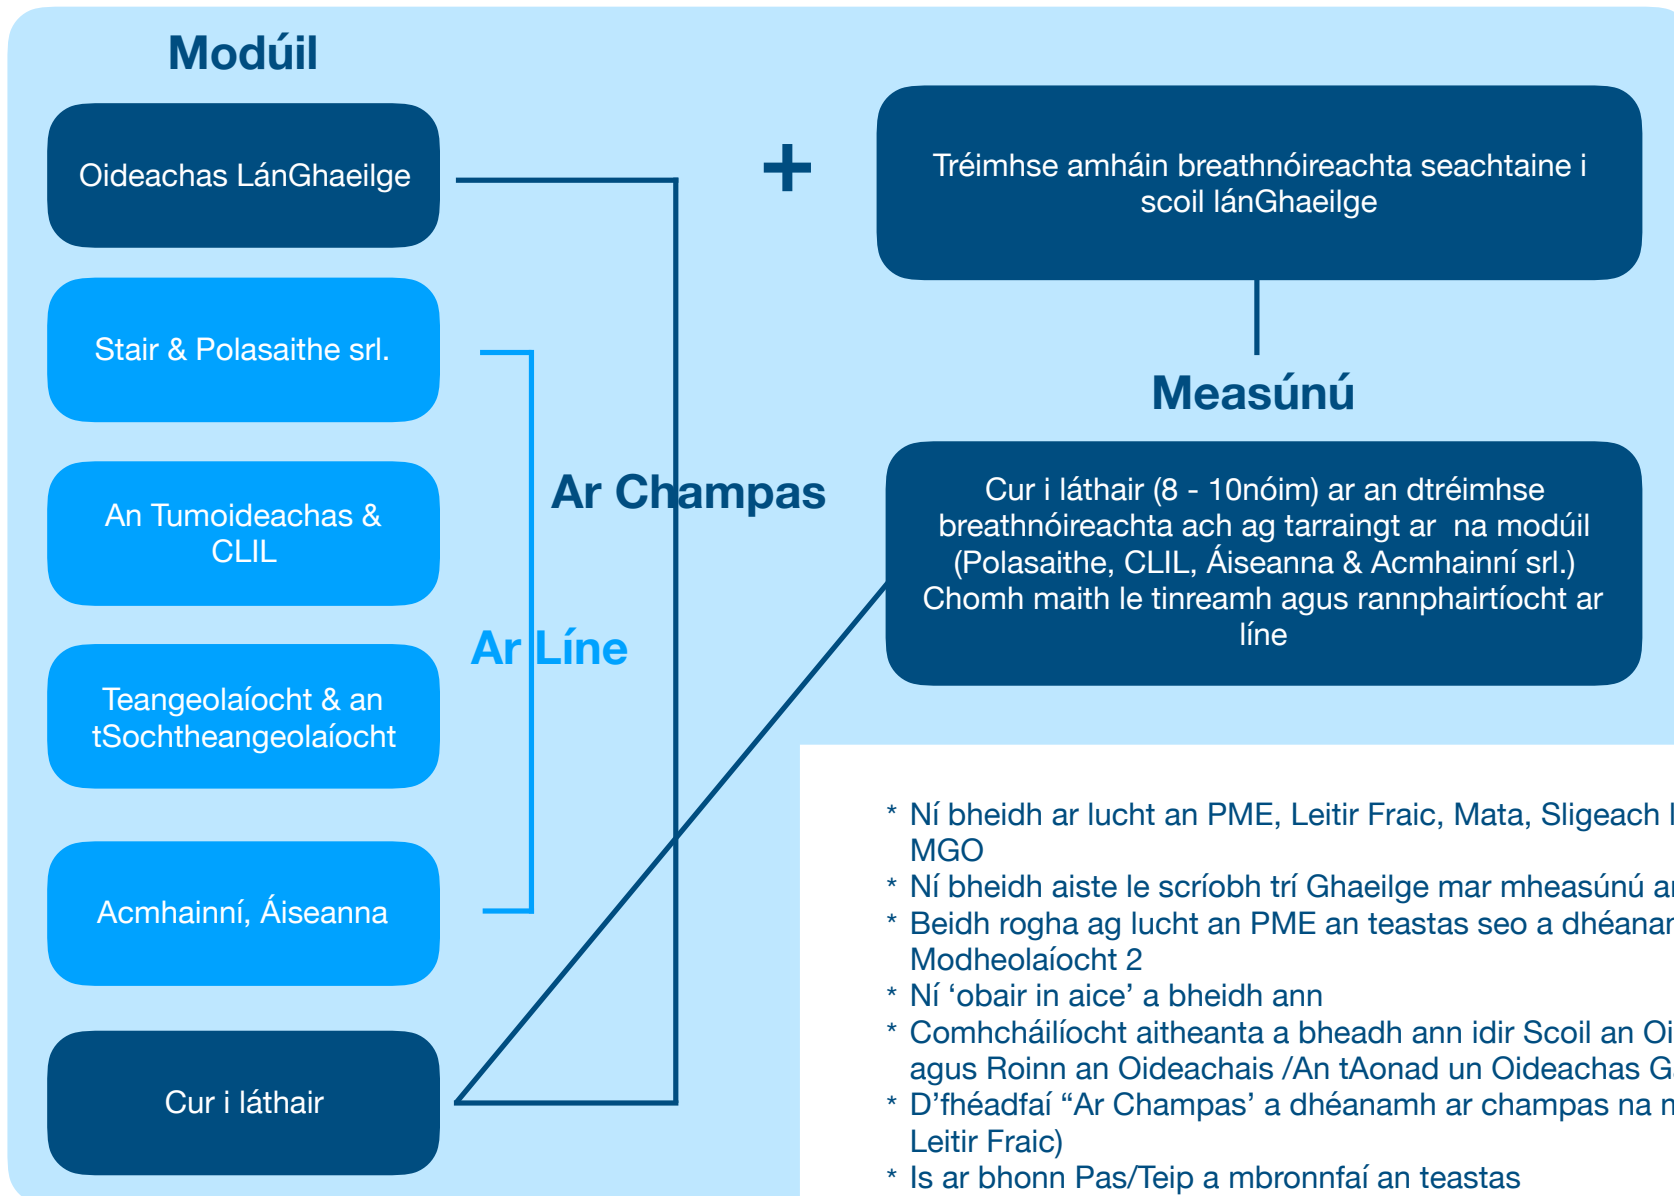 Modúil
Oideachas LánGhaeilge
Stair & Polasaithe srl.
An Tumoideachas &
CLIL
Teangeolaíocht & an
tSochtheangeolaíocht
Acmhainní, Áiseanna
Cur i láthair
Ar Champas
Ar Líne
+
Tréimhse amháin breathnóireachta seachtaine i
scoil lánGhaeilge
Measúnú
Cur i láthair (8 - 10nóim) ar an dtréimhse
breathnóireachta ach ag tarraingt ar na modúil
(Polasaithe, CLIL, Áiseanna & Acmhainní srl.)
Chomh maith le tinreamh agus rannphairtíocht ar
líne
* Ní bheidh ar lucht an PME, Leitir Fraic, Mata, Sligeach
MGO
* Ní bheidh aiste le scríobh trí Ghaeilge mar mheasúnú
* Beidh rogha ag lucht an PME an teastas seo a
Modheolaíocht 2
* Ní ‘obair in aice’ a bheidh ann
* Comhcháilíocht aitheanta a bheadh ann idir Scoil an
agus Roinn an Oideachais /An tAonad un Oideachas
* D’fhéadfaí “Ar Champas’ a dhéanamh ar champas na
Leitir Fraic)
* Is ar bhonn Pas/Teip a mbronnfaí an teastas